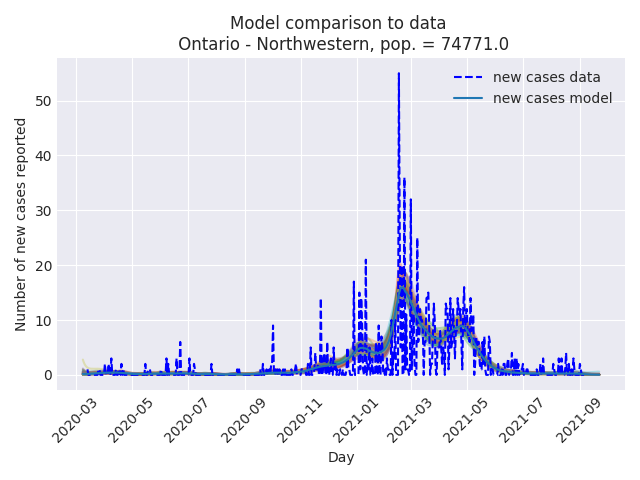 Model comparison to data
Ontario - Northwestern, pop. = 74771.0
new cases data
new cases model
Number of new cases reported
50
40
30
20
10
0
2020-03
2020-05
2020-07
2020-09
2020-11
2021-01
2021-03
2021-05
2021-07
2021-09
Day